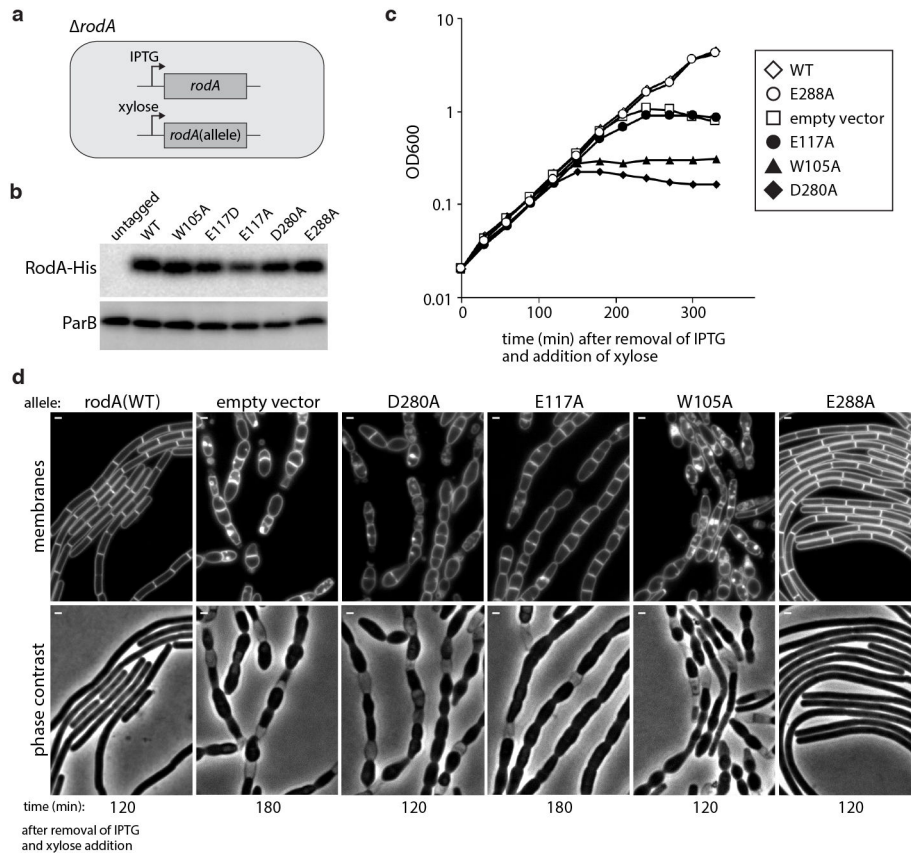 a
ΔrodA
IPTG
rodA
xylose
rodA(allele)
b
untagged
WT
W105A
E117D
E117A
D280A
E288A
RodA-His
ParB
c
10
1
0.1
0.01
OD600
0
100
200
300
time (min) after removal of IPTG
and addition of xylose
WT
E288A
empty vector
E117A
W105A
D280A
d
allele:
rodA(WT)
empty vector
D280A
E117A
W105A
E288A
membranes
phase contrast
time (min):
120
180
120
180
120
120
after removal of IPTG
and xylose addition